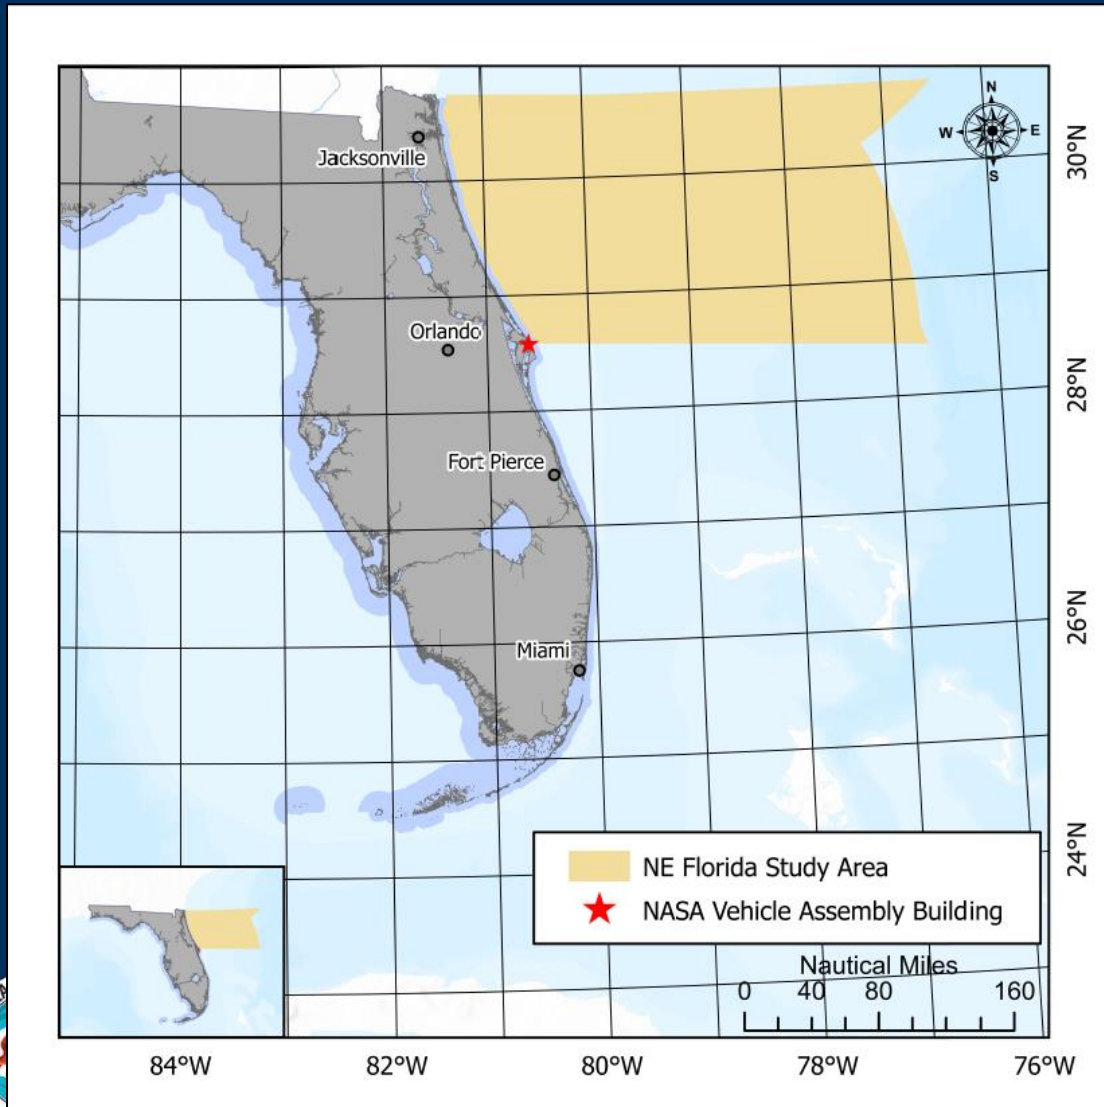 N
W
E
S
30°N
Jacksonville
Orlando
28°N
Fort Pierce
26°N
Miami
24°N
NE Florida Study Area
NASA Vehicle Assembly Building
Nautical Miles
0 40 80 160
84°W 82°W 80°W 78°W 76°W